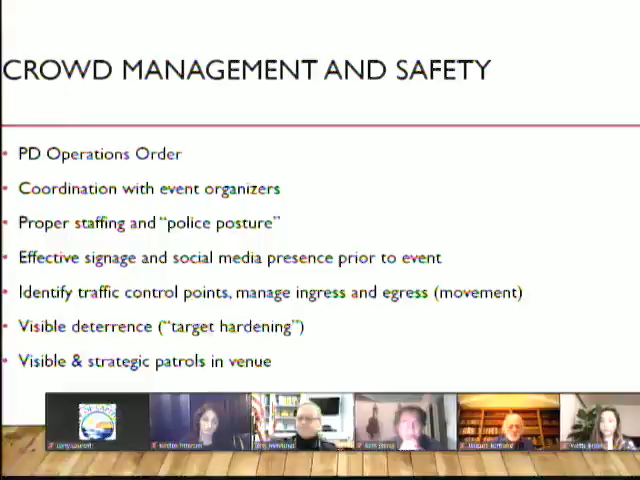 CROWD MANAGEMENT AND SAFETY
• PD Operations Order
• Coordination with event organizers
• Proper staffing and “police posture”
• Effective signage and social media presence prior to event
• Identify traffic control points, manage ingress and egress (movement)
• Visible deterrence (“target hardening”)
• Visible & strategic patrols in venue